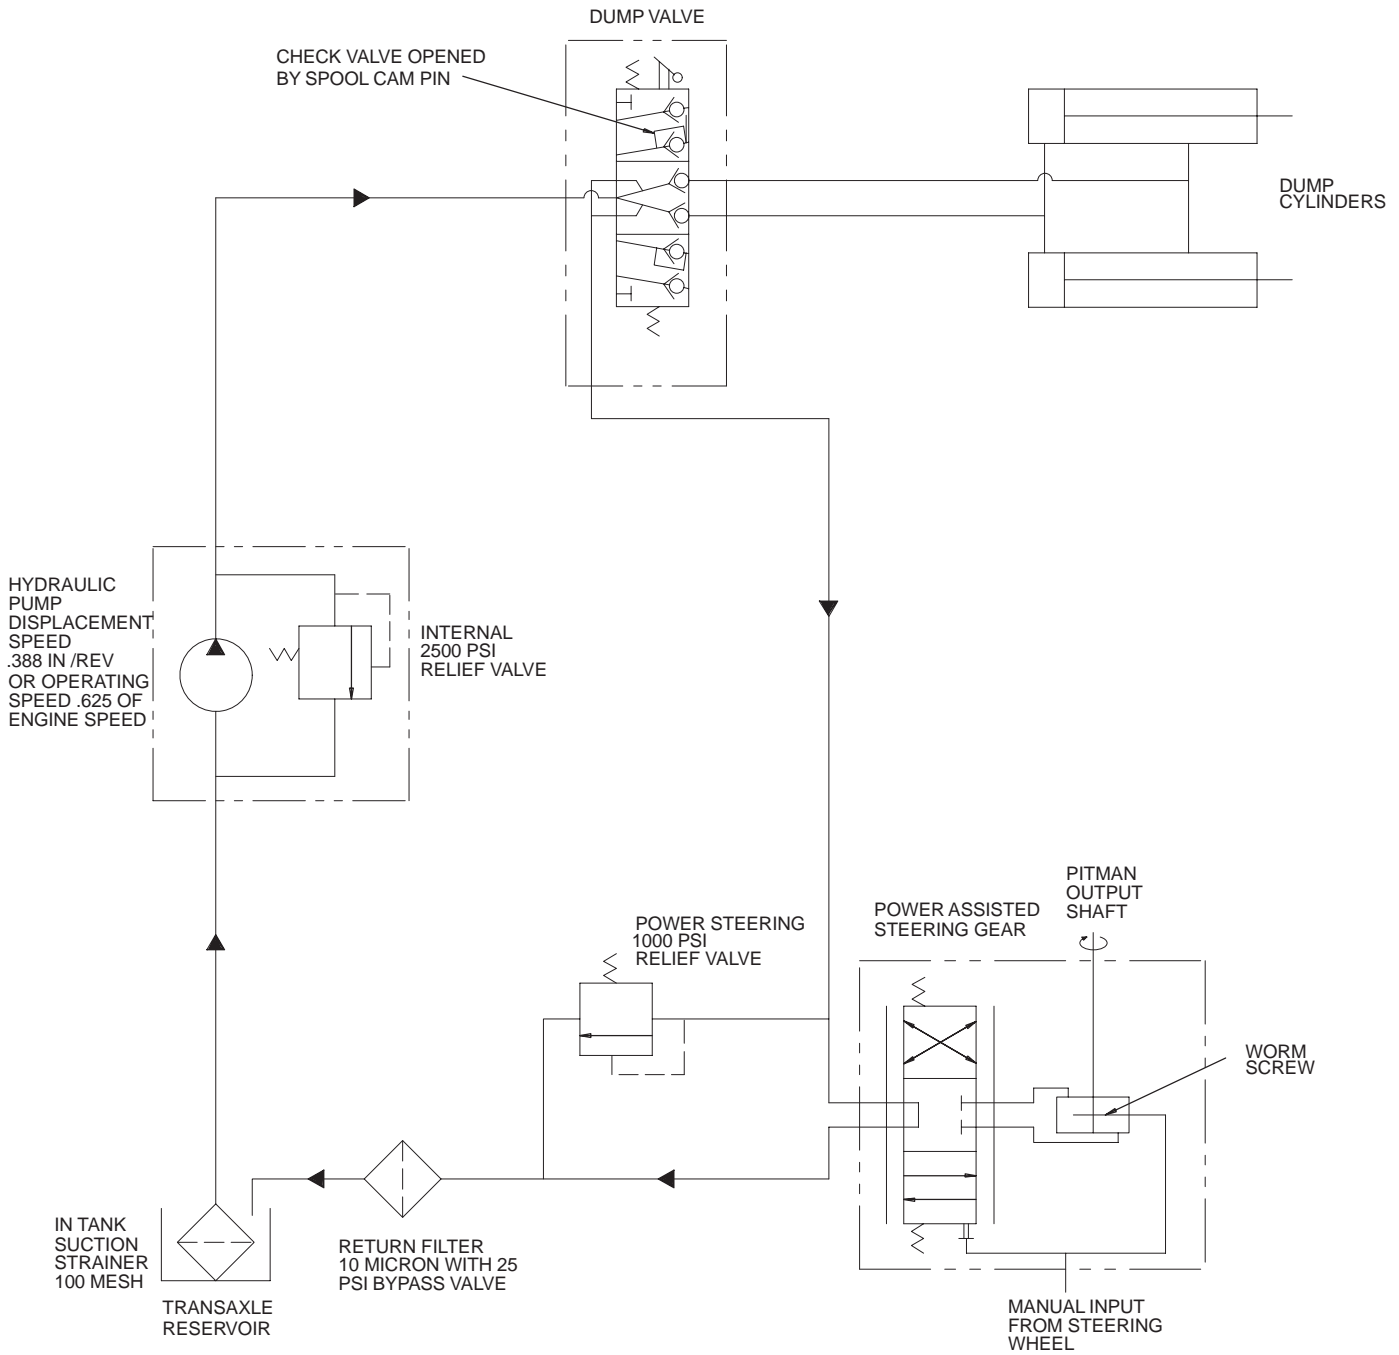 DUMP VALVE
CHECK VALVE OPENED
BY SPOOL CAM PIN
DUMP
CYLINDERS
HYDRAULIC
PUMP
DISPLACEMENT
SPEED
.388 IN /REV
OR OPERATING
SPEED .625 OF
ENGINE SPEED
INTERNAL
2500 PSI
RELIEF VALVE
POWER STEERING
1000 PSI
RELIEF VALVE
POWER ASSISTED
STEERING GEAR
PITMAN
OUTPUT
SHAFT
WORM
SCREW
IN TANK
SUCTION
STRAINER
100 MESH
TRANSAXLE
RESERVOIR
RETURN FILTER
10 MICRON WITH 25
PSI BYPASS VALVE
MANUAL INPUT
FROM STEERING
WHEEL